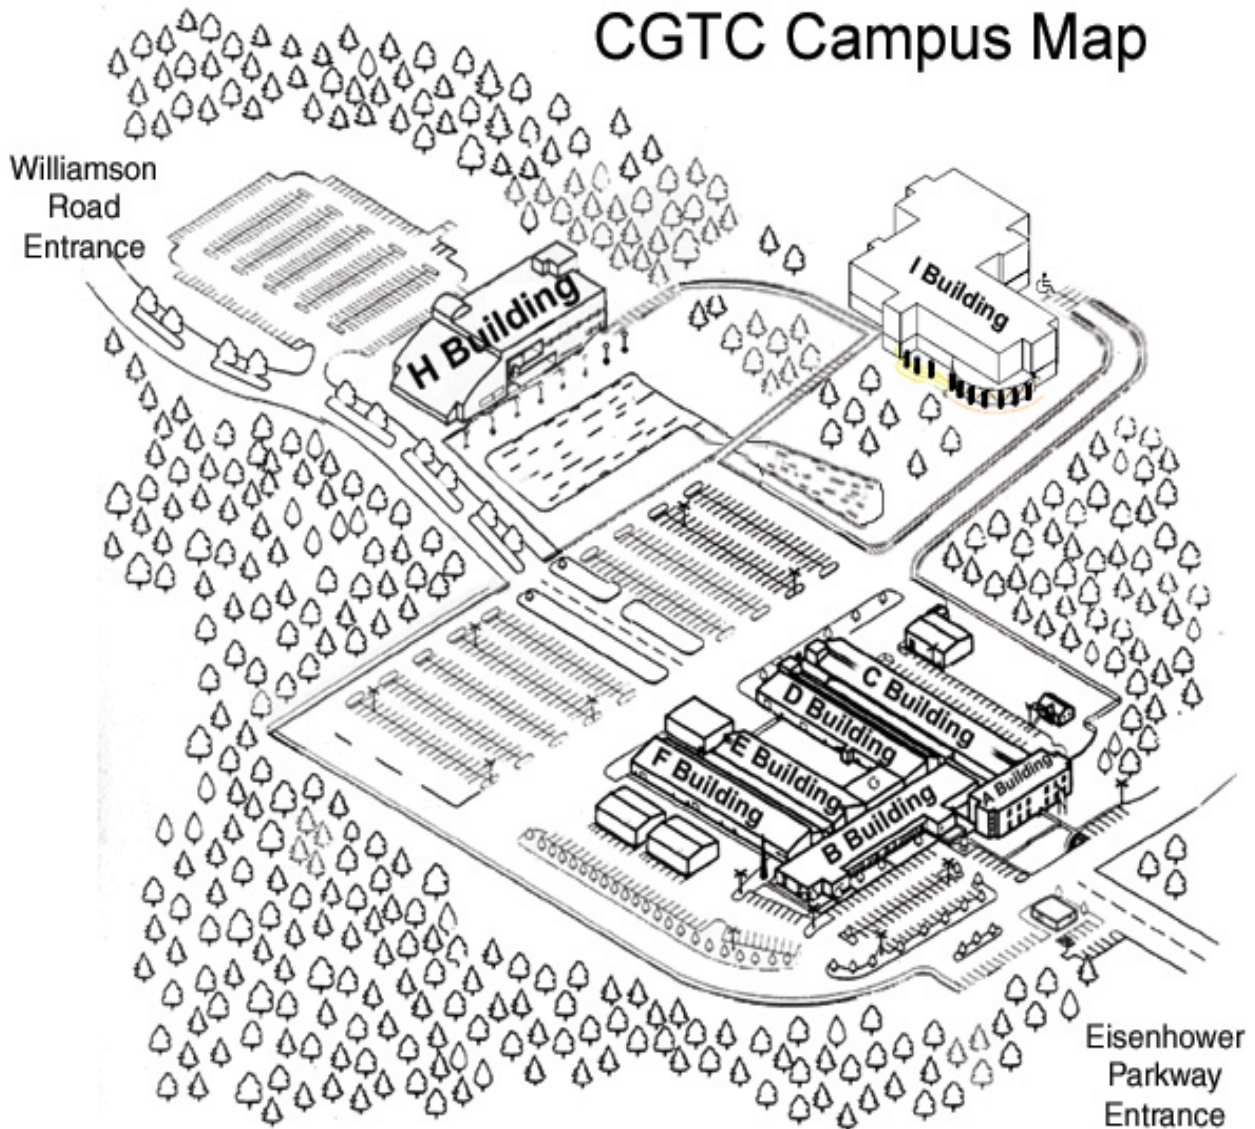 CGTC Campus Map
Williamson
Road
Entrance
I Building
H Building
C Building
D Building
E Building
A Building
F Building
B Building
Eisenhower
Parkway
Entrance